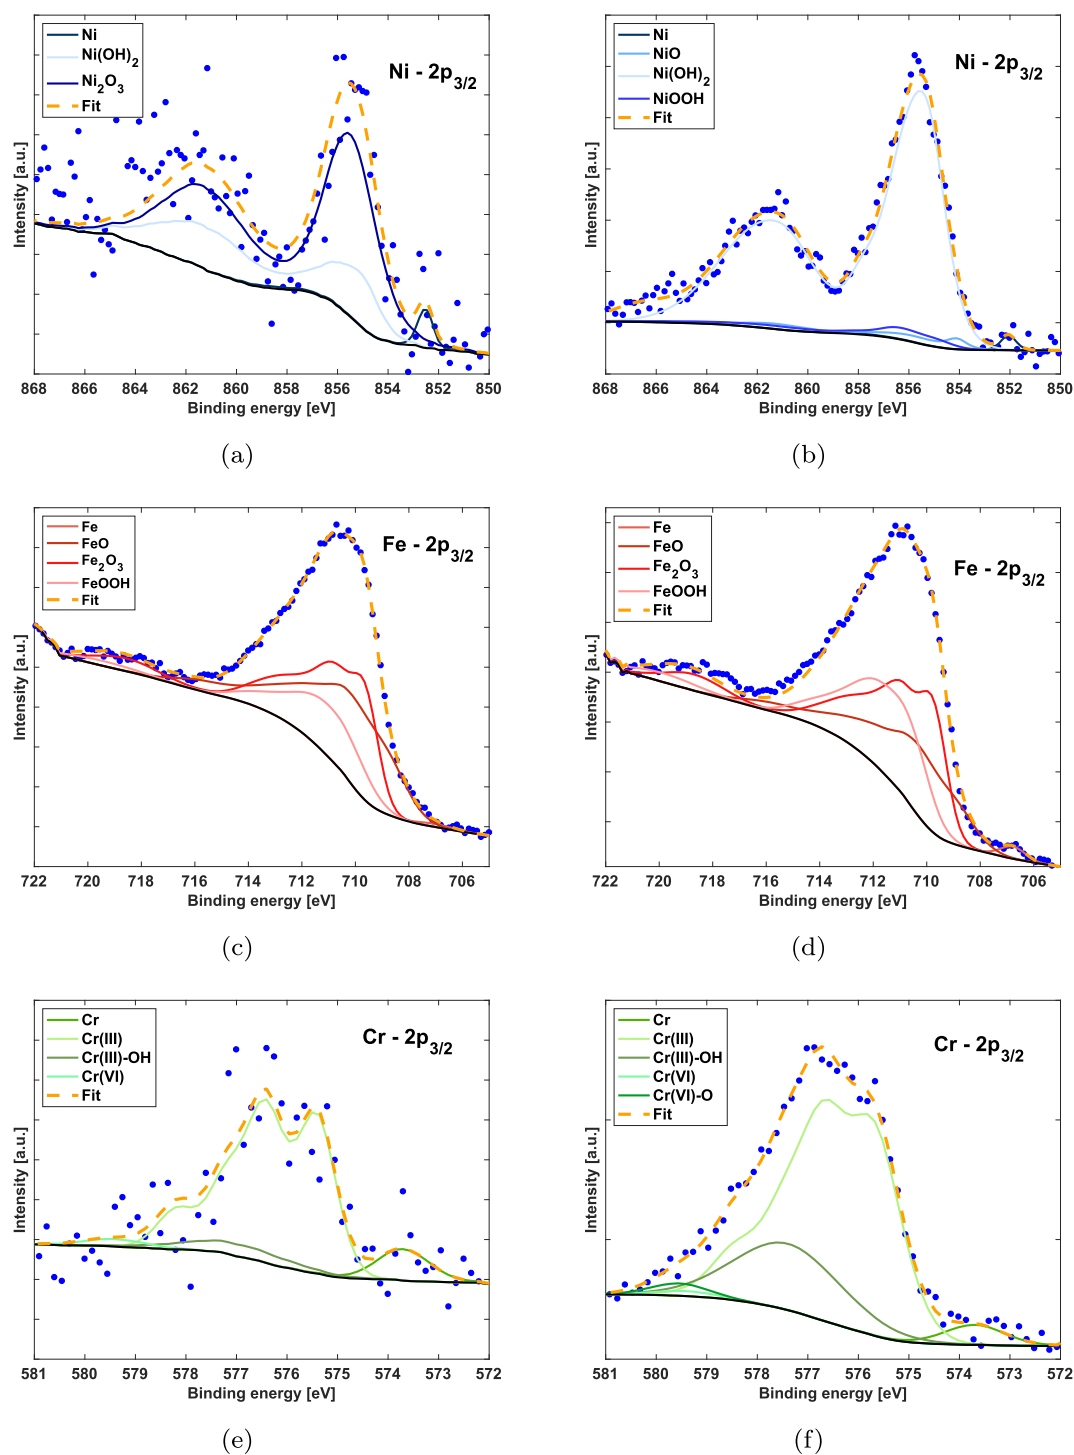 Ni
Ni(OH)2
Ni2O3
Fit
Ni - 2p3/2
Intensity [a.u.]
868 866 864 862 860 858 856 854 852 850
Binding energy [eV]
(a)
Ni
NiO
Ni(OH)2
NiOOH
Fit
Ni - 2p3/2
Intensity [a.u.]
868 866 864 862 860 858 856 854 852 850
Binding energy [eV]
(b)
Fe
FeO
Fe2O3
FeOOH
Fit
Fe - 2p3/2
Intensity [a.u.]
722 720 718 716 714 712 710 708 706
Binding energy [eV]
(c)
Fe
FeO
Fe2O3
FeOOH
Fit
Fe - 2p3/2
Intensity [a.u.]
722 720 718 716 714 712 710 708 706
Binding energy [eV]
(d)
Cr
Cr(III)
Cr(III)-OH
Cr(VI)
Fit
Cr - 2p3/2
Intensity [a.u.]
581 580 579 578 577 576 575 574 573 572
Binding energy [eV]
(e)
Cr
Cr(III)
Cr(III)-OH
Cr(VI)
Cr(VI)-O
Fit
Cr - 2p3/2
Intensity [a.u.]
581 580 579 578 577 576 575 574 573 572
Binding energy [eV]
(f)